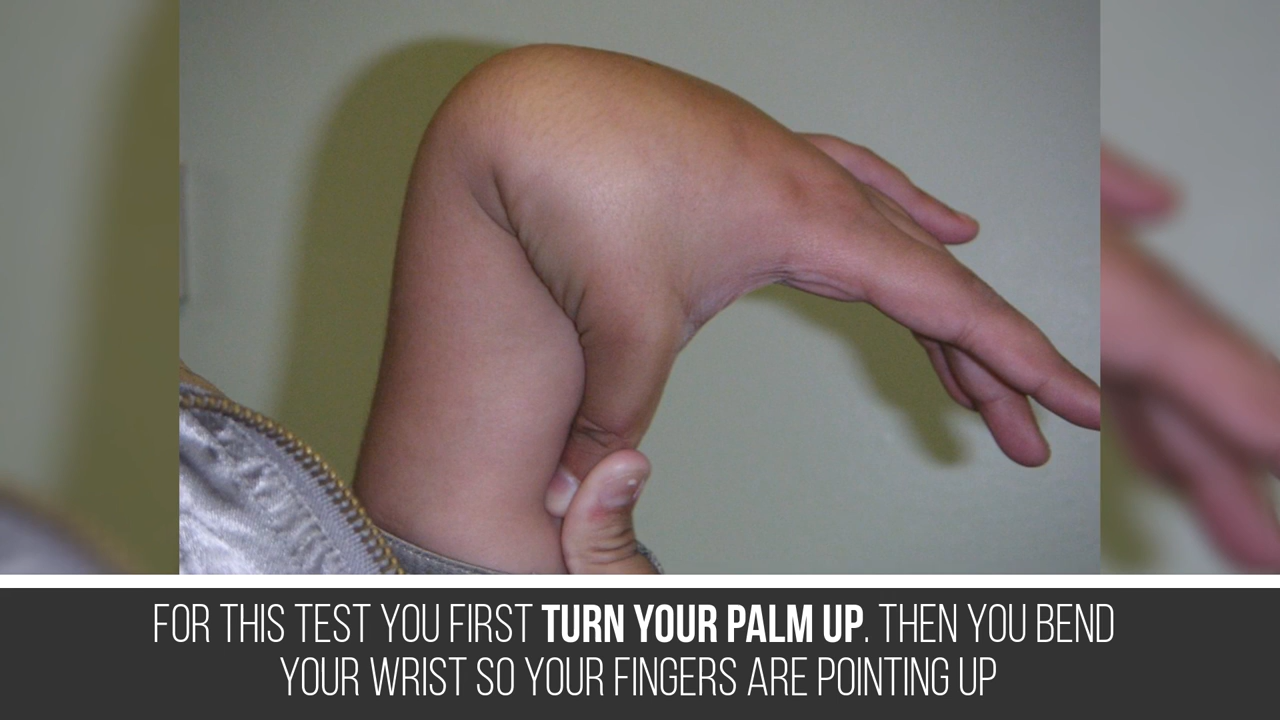 FOR THIS TEST YOU FIRST TURN YOUR PALM UP. THEN YOU BEND
YOUR WRIST SO YOUR FINGERS ARE POINTING UP